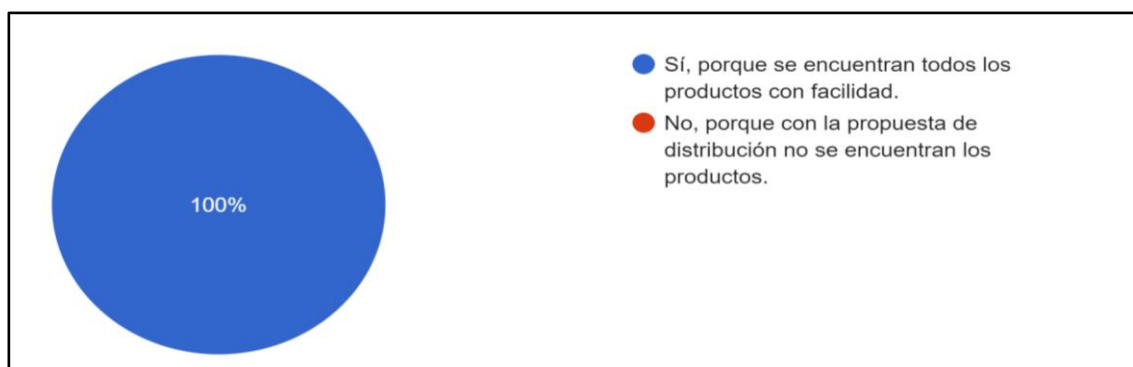 100%
Sí, porque se encuentran todos los
productos con facilidad.
No, porque con la propuesta de
distribución no se encuentran los
productos.